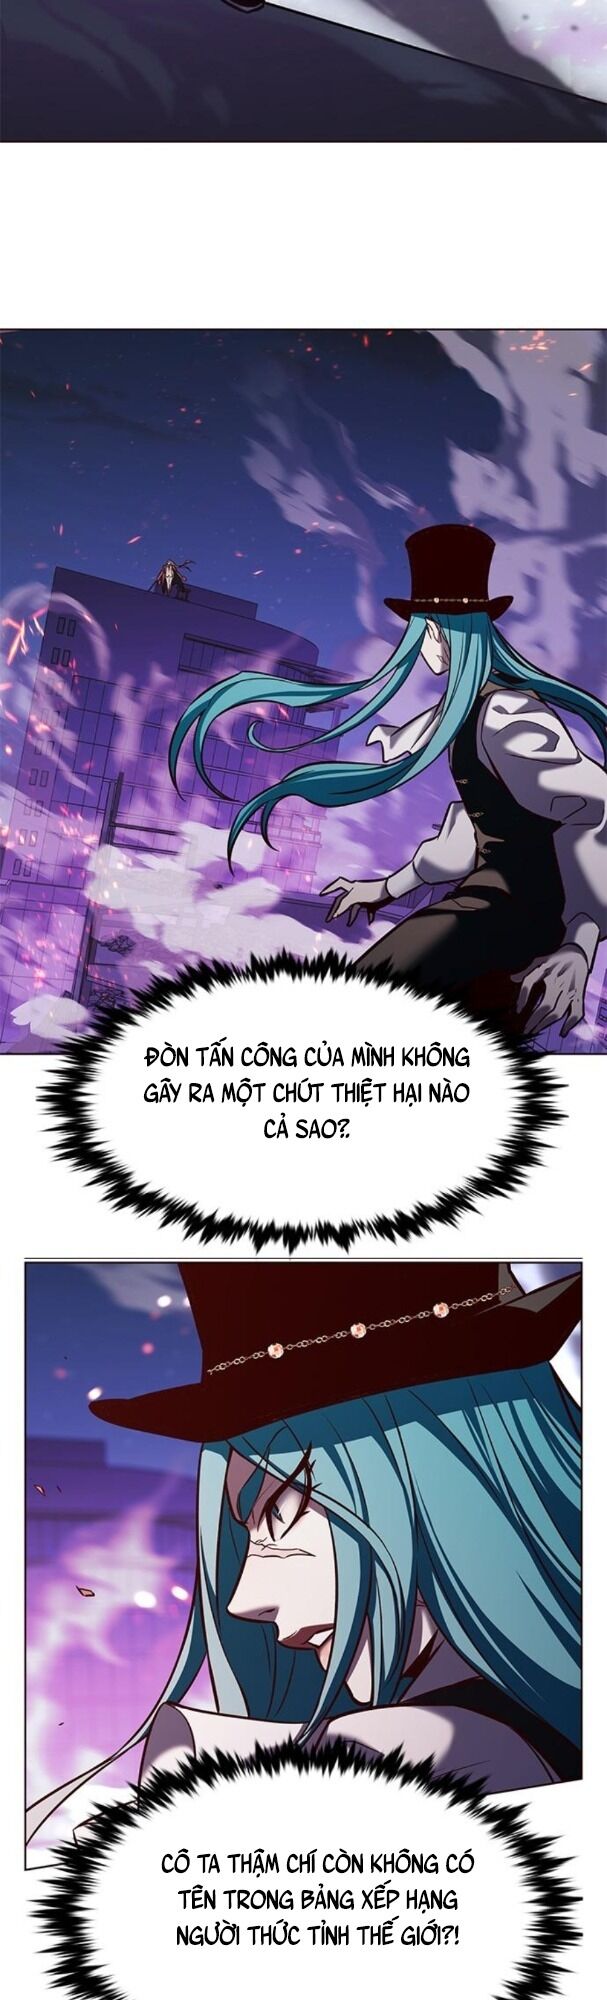 ĐÒN TẤN CÔNG CỦA MÌNH KHÔNG
GÂY RA MỘT CHÚT THIỆT HẠI NÀO
CẢ SAO?
CÔ TA THẬM CHÍ CÒN KHÔNG CÓ
TÊN TRONG BẢNG XẾP HẠNG
NGƯỜI THỨC TỈNH THẾ GIỚI?!